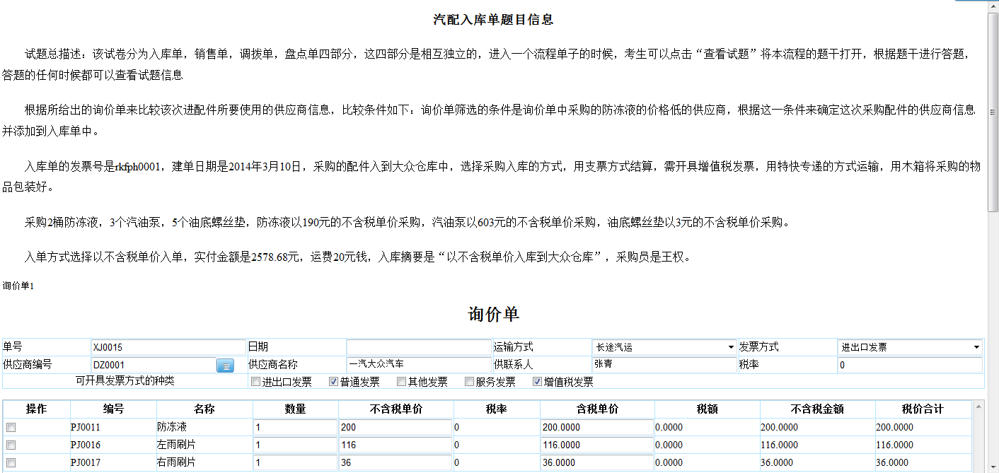 汽配入库单题目信息
试题总描述：该试卷分为入库单，销售单，调拨单，盘点单四部分，这四部分是相互独立的，进入一个流程单子的时候，考生可以点击“查看试题”将本流程的题干打开，根据题干进行答题，
答题的任何时候都可以查看试题信息
根据所给出的询价单来比较该次进配件所要使用的供应商信息，比较条件如下：询价单筛选的条件是询价单中采购的防冻液的价格低的供应商，根据这一条件来确定这次采购配件的供应商信息
并添加到入库单中。
入库单的发票号是rkfph0001，建单日期是2014年3月10日，采购的配件入到大众仓库中，选择采购入库的方式，用支票方式结算，需开具增值税发票，用特快专递的方式运输，用木箱将采购的物
品包装好。
采购2桶防冻液，3个汽油泵，5个油底螺丝垫，防冻液以190元的不含税单价采购，汽油泵以603元的不含税单价采购，油底螺丝垫以3元的不含税单价采购。
入单方式选择以不含税单价入单，实付金额是2578.68元，运费20元钱，入库摘要是“以不含税单价入库到大众仓库”，采购员是王权。
询价单1
询价单
单号 XJ0015 日期 运输方式 长途汽运 发票方式 进出口发票
供应商编号 DZ0001 供应商名称 一汽大众汽车 供联系人 张青 税率 0
可开具发票方式的种类 进出口发票 普通发票 其他发票 服务发票 增值税发票
操作 编号 名称 数量 不含税单价 税率 含税单价 税额 不含税金额 税价合计
PJ0011 防冻液 1 200 0 200.0000 0.0000 200.0000 200.0000
PJ0016 左雨刷片 1 116 0 116.0000 0.0000 116.0000 116.0000
PJ0017 右雨刷片 1 36 0 36.0000 0.0000 36.0000 36.0000